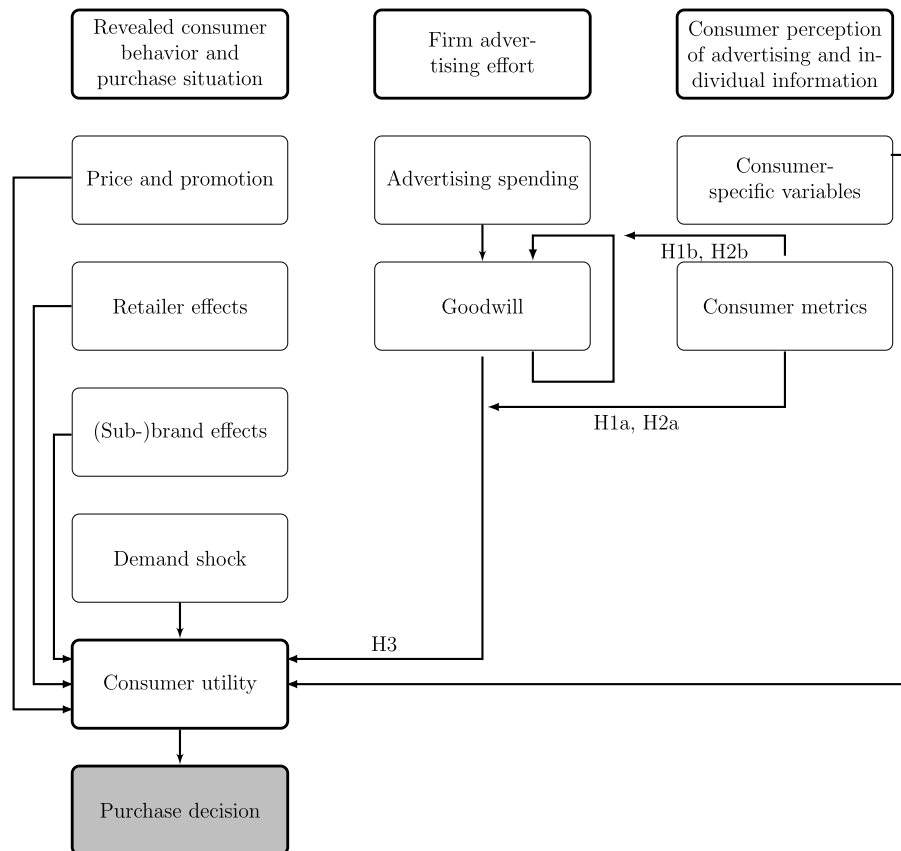 Revealed consumer
behavior and
purchase situation
Firm adver-
tising effort
Consumer perception
of advertising and in-
dividual information
Price and promotion
Advertising spending
Consumer-
specific variables
H1b, H2b
Retailer effects
Goodwill
Consumer metrics
H1a, H2a
(Sub-)brand effects
Demand shock
H3
Consumer utility
Purchase decision